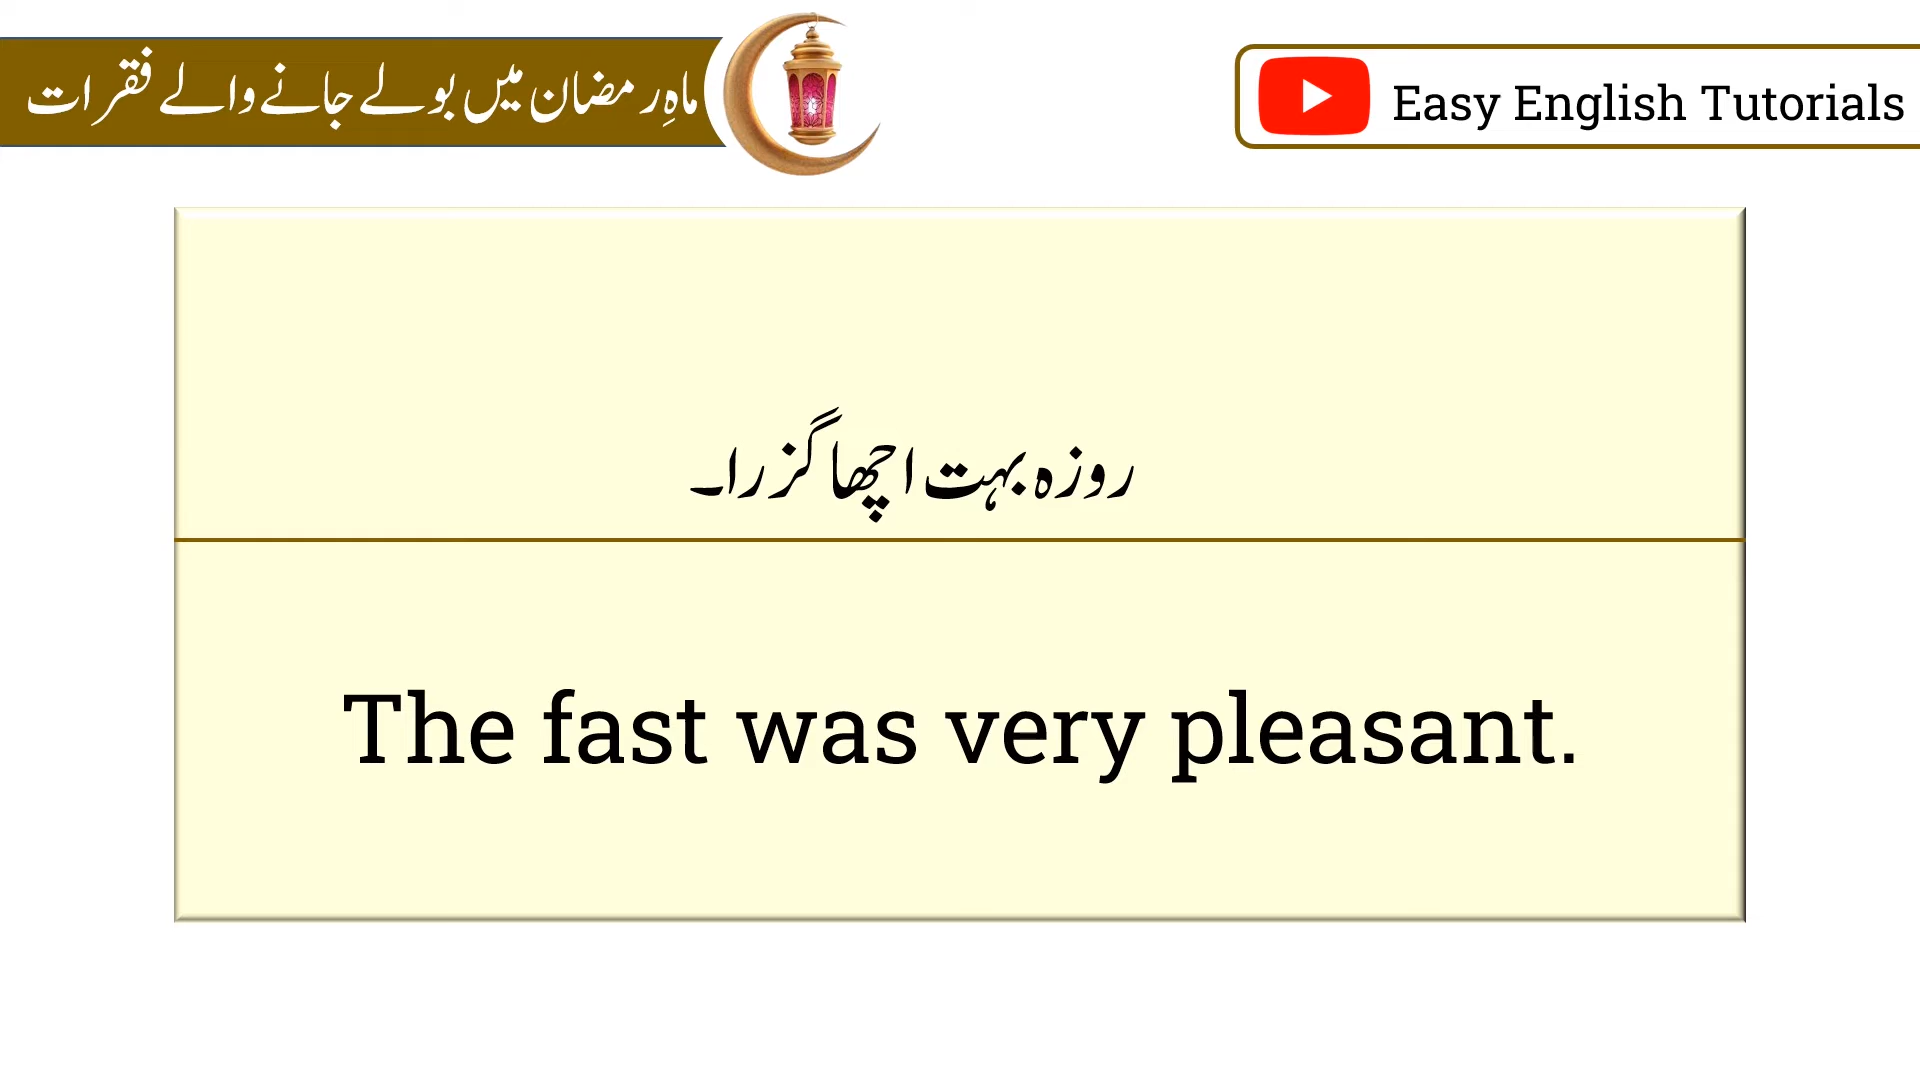 ماہِ رمضان میں بولے جانے والے فقرات
Easy English Tutorials
روزہ بہت اچھا گزرا۔
The fast was very pleasant.